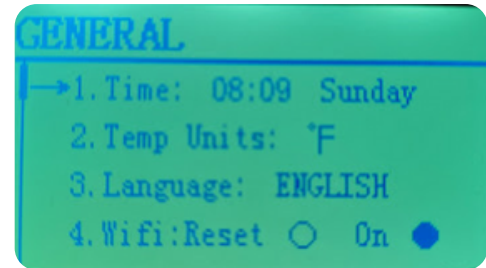 GENERAL
→1.Time: 08:09 Sunday
2.Temp Units: °F
3.Language: ENGLISH
4.Wifi:Reset ○ On ●